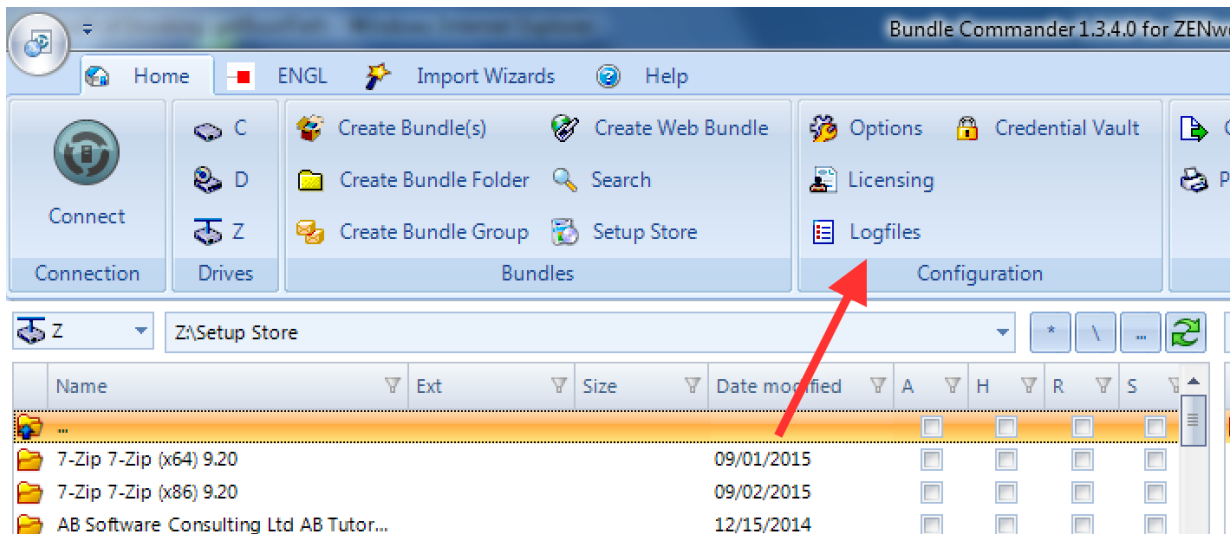 Bundle Commander 1.3.4.0 for ZENw
Home ENGL Import Wizards Help
Connect
Connection
C
D
Z
Drives
Create Bundle(s) Create Web Bundle
Create Bundle Folder Search
Create Bundle Group Setup Store
Bundles
Options Credential Vault
Licensing
Logfiles
Configuration
P
Z Z:\Setup Store * \ ...
Name Ext Size Date modified A H R S
...
7-Zip 7-Zip (x64) 9.20 09/01/2015
7-Zip 7-Zip (x86) 9.20 09/02/2015
AB Software Consulting Ltd AB Tutor... 12/15/2014